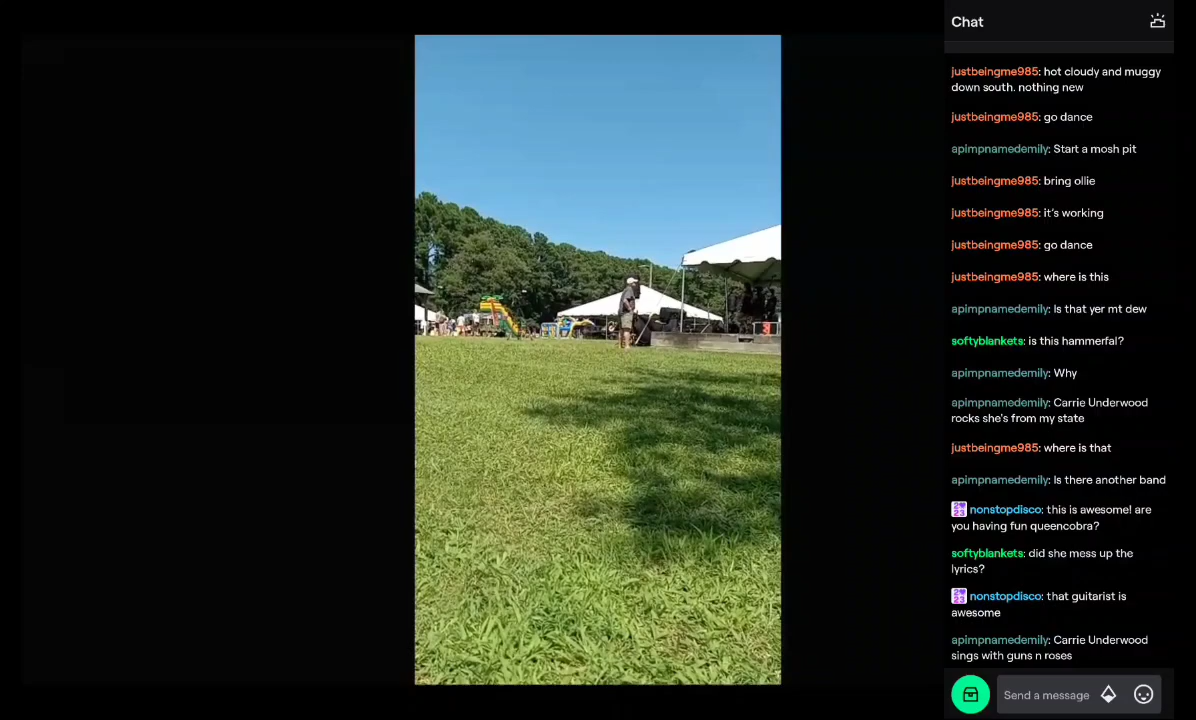 Chat
justbeingme985: hot cloudy and muggy
down south. nothing new
justbeingme985: go dance
apimpnamedemily: Start a mosh pit
justbeingme985: bring ollie
justbeingme985: it's working
justbeingme985: go dance
justbeingme985: where is this
apimpnamedemily: Is that yer mt dew
softyblankets: is this hammerfal?
apimpnamedemily: Why
apimpnamedemily: Carrie Underwood
rocks she's from my state
justbeingme985: where is that
apimpnamedemily: Is there another band
nonstopdisco: this is awesome! are
you having fun queencobra?
softyblankets: did she mess up the
lyrics?
nonstopdisco: that guitarist is
awesome
apimpnamedemily: Carrie Underwood
sings with guns n roses
Send a message